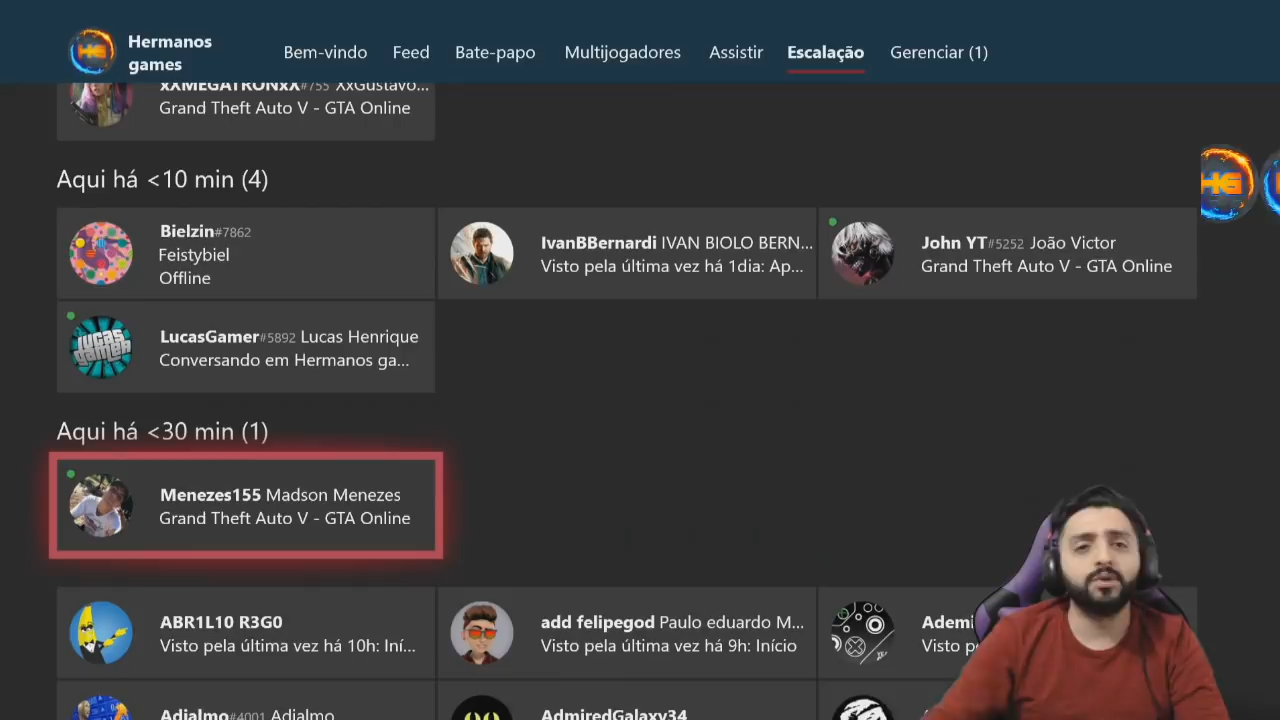 HG
Hermanos
games
Bem-vindo
Feed
Bate-papo
Multijogadores
Assistir
Escalação
Gerenciar (1)
xXMEGATRONxX#755 XxGustavo...
Grand Theft Auto V - GTA Online
Aqui há <10 min (4)
Bielzin#7862
Feistybiel
Offline
IvanBBernardi IVAN BIOLO BERN...
Visto pela última vez há 1dia: Ap...
John YT#5252 João Victor
Grand Theft Auto V - GTA Online
HG
LUCAS
GAMER
LucasGamer#5892 Lucas Henrique
Conversando em Hermanos ga...
Aqui há <30 min (1)
Menezes155 Madson Menezes
Grand Theft Auto V - GTA Online
ABR1L10 R3G0
Visto pela última vez há 10h: Iní...
add felipegod Paulo eduardo M...
Visto pela última vez há 9h: Início
Ademi
Visto p
Adialmo#4001 Adialmo
AdmiredGalaxy34